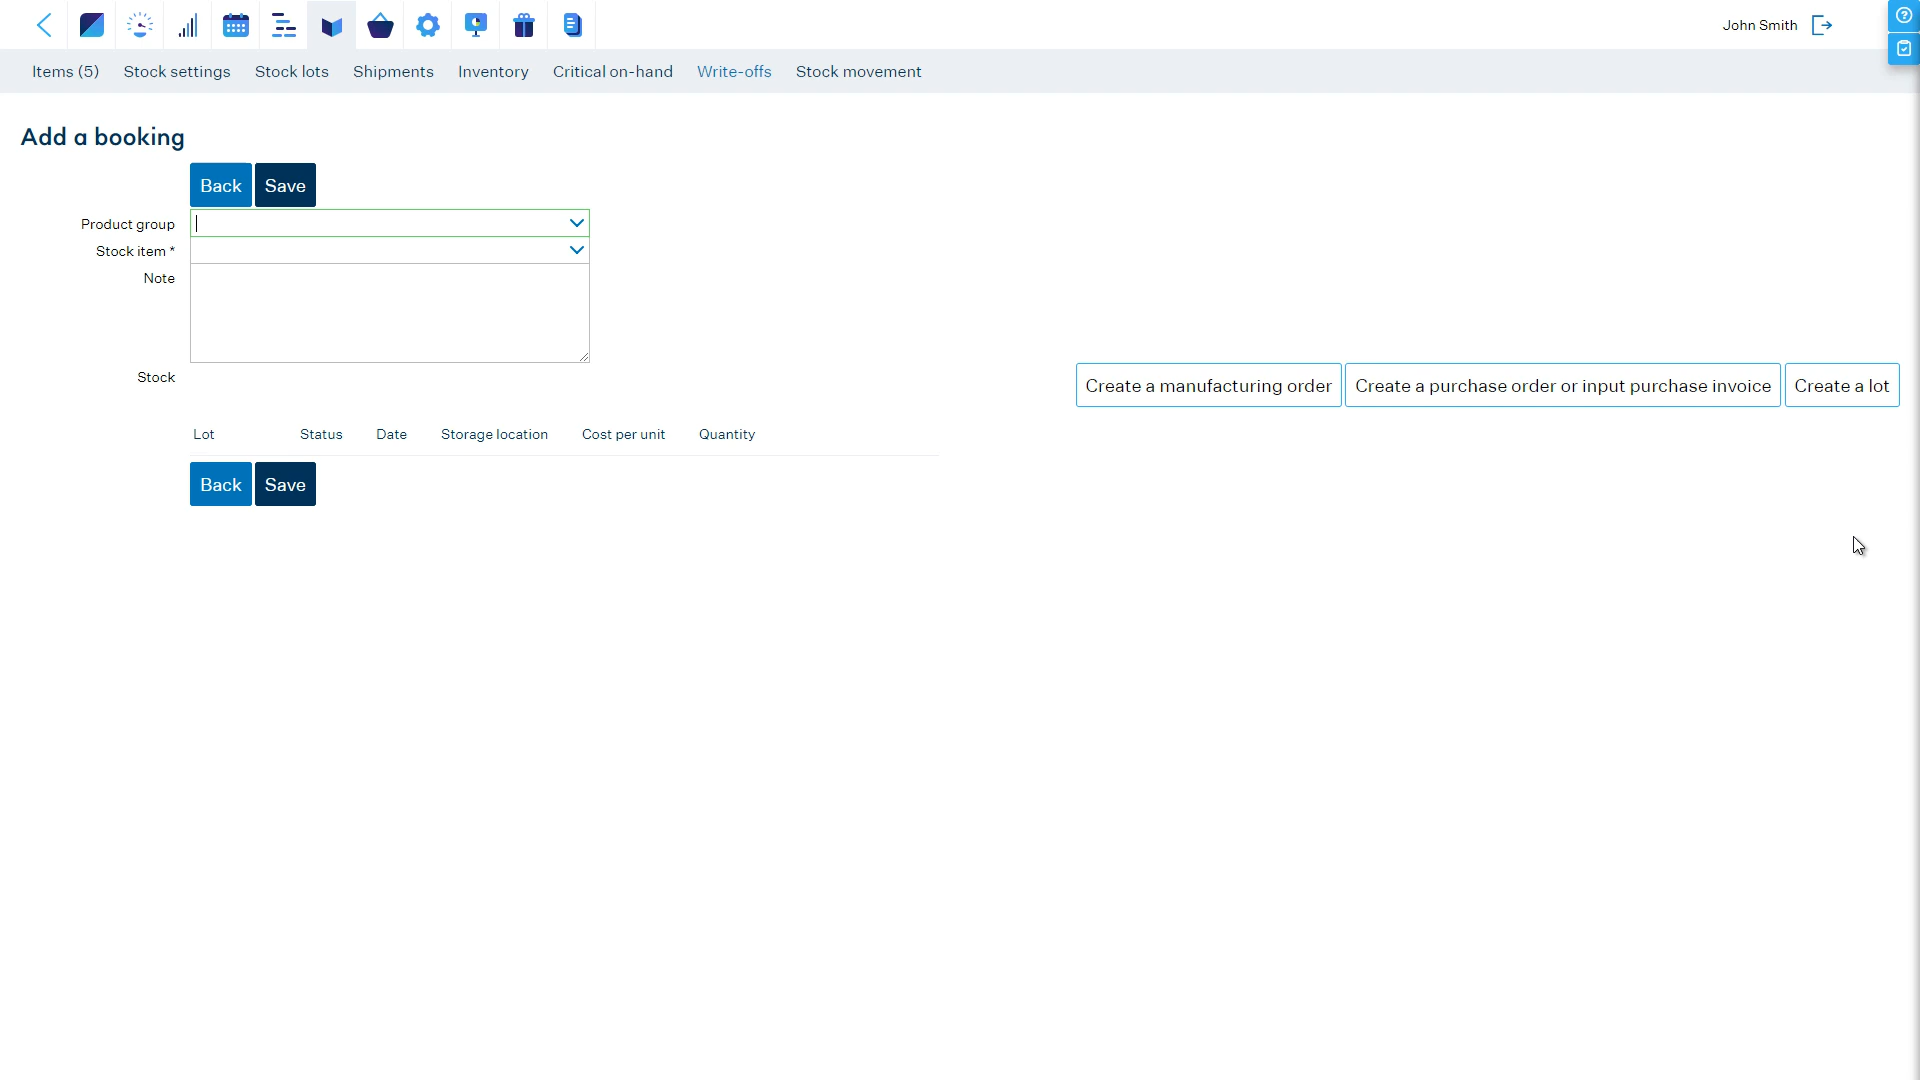 John Smith
Items (5) Stock settings Stock lots Shipments Inventory Critical on-hand Write-offs Stock movement
Add a booking
Back Save
Product group
Stock item *
Note
Stock
Create a manufacturing order Create a purchase order or input purchase invoice Create a lot
Lot Status Date Storage location Cost per unit Quantity
Back Save